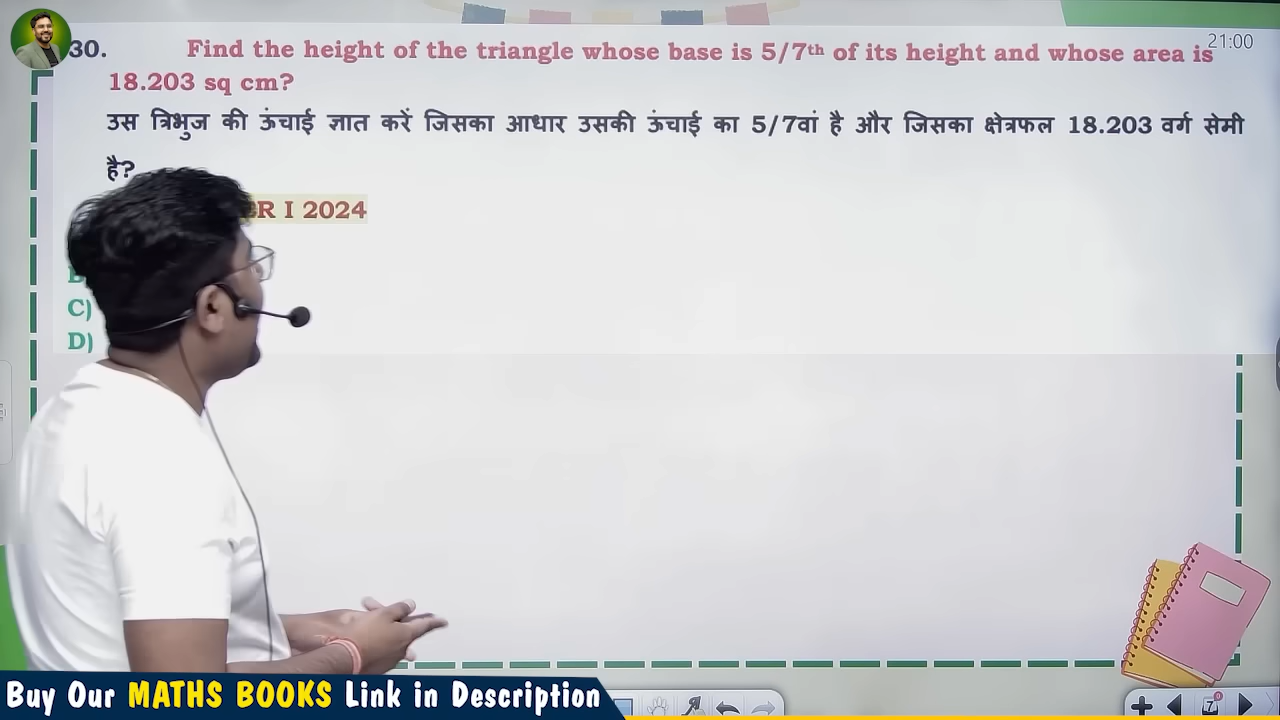 30. Find the height of the triangle whose base is 5/7th of its height and whose area is
21:00
18.203 sq cm?
उस त्रिभुज की ऊंचाई ज्ञात करें जिसका आधार उसकी ऊंचाई का 5/7वां है और जिसका क्षेत्रफल 18.203 वर्ग सेमी
है?
I 2024
C)
D)
Buy Our MATHS BOOKS Link in Description